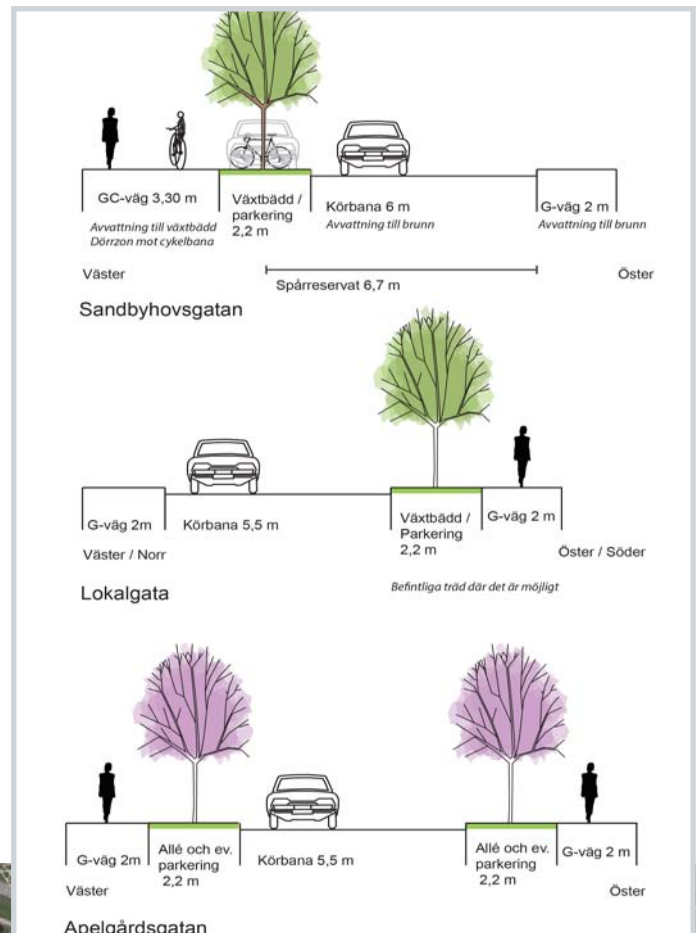 GC-väg 3,30 m
Avvattning till växtbädd
Dörrzon mot cykelbana
Växtbädd /
parkering
2,2 m
Körbana 6 m
Avvattning till brunn
G-väg 2 m
Avvattning till brunn
Väster
Öster
Spårreservat 6,7 m
Sandbyhovsgatan
G-väg 2m
Körbana 5,5 m
Växtbädd /
Parkering
2,2 m
G-väg 2 m
Väster / Norr
Öster / Söder
Befintliga träd där det är möjligt
Lokalgata
G-väg 2m
Allé och ev.
parkering
2,2 m
Körbana 5,5 m
Allé och ev.
parkering
2,2 m
G-väg 2 m
Väster
Öster
Apelgårdsgatan